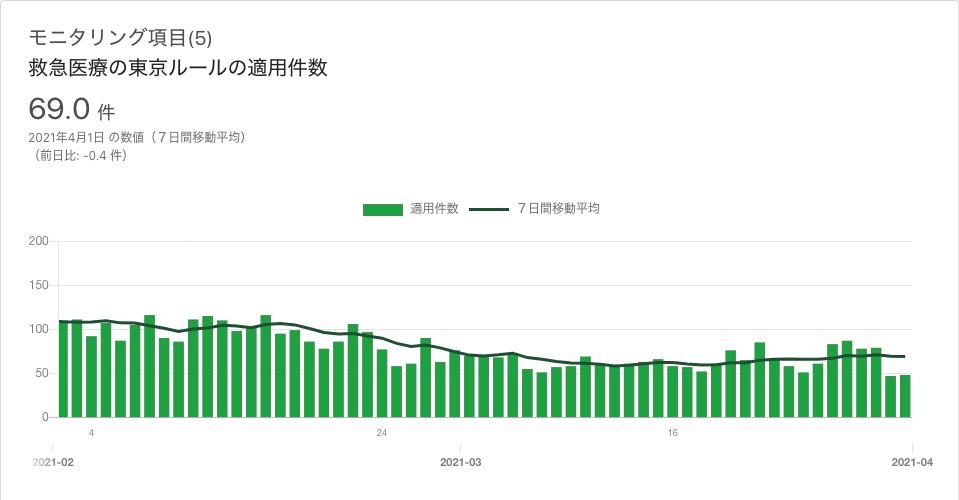 モニタリング項目(5)
救急医療の東京ルールの適用件数
69.0 件
2021年4月1日 の数値（７日間移動平均）
（前日比: -0.4 件）
適用件数 ７日間移動平均
200
150
100
50
0
4 24 16
2021-02 2021-03 2021-04